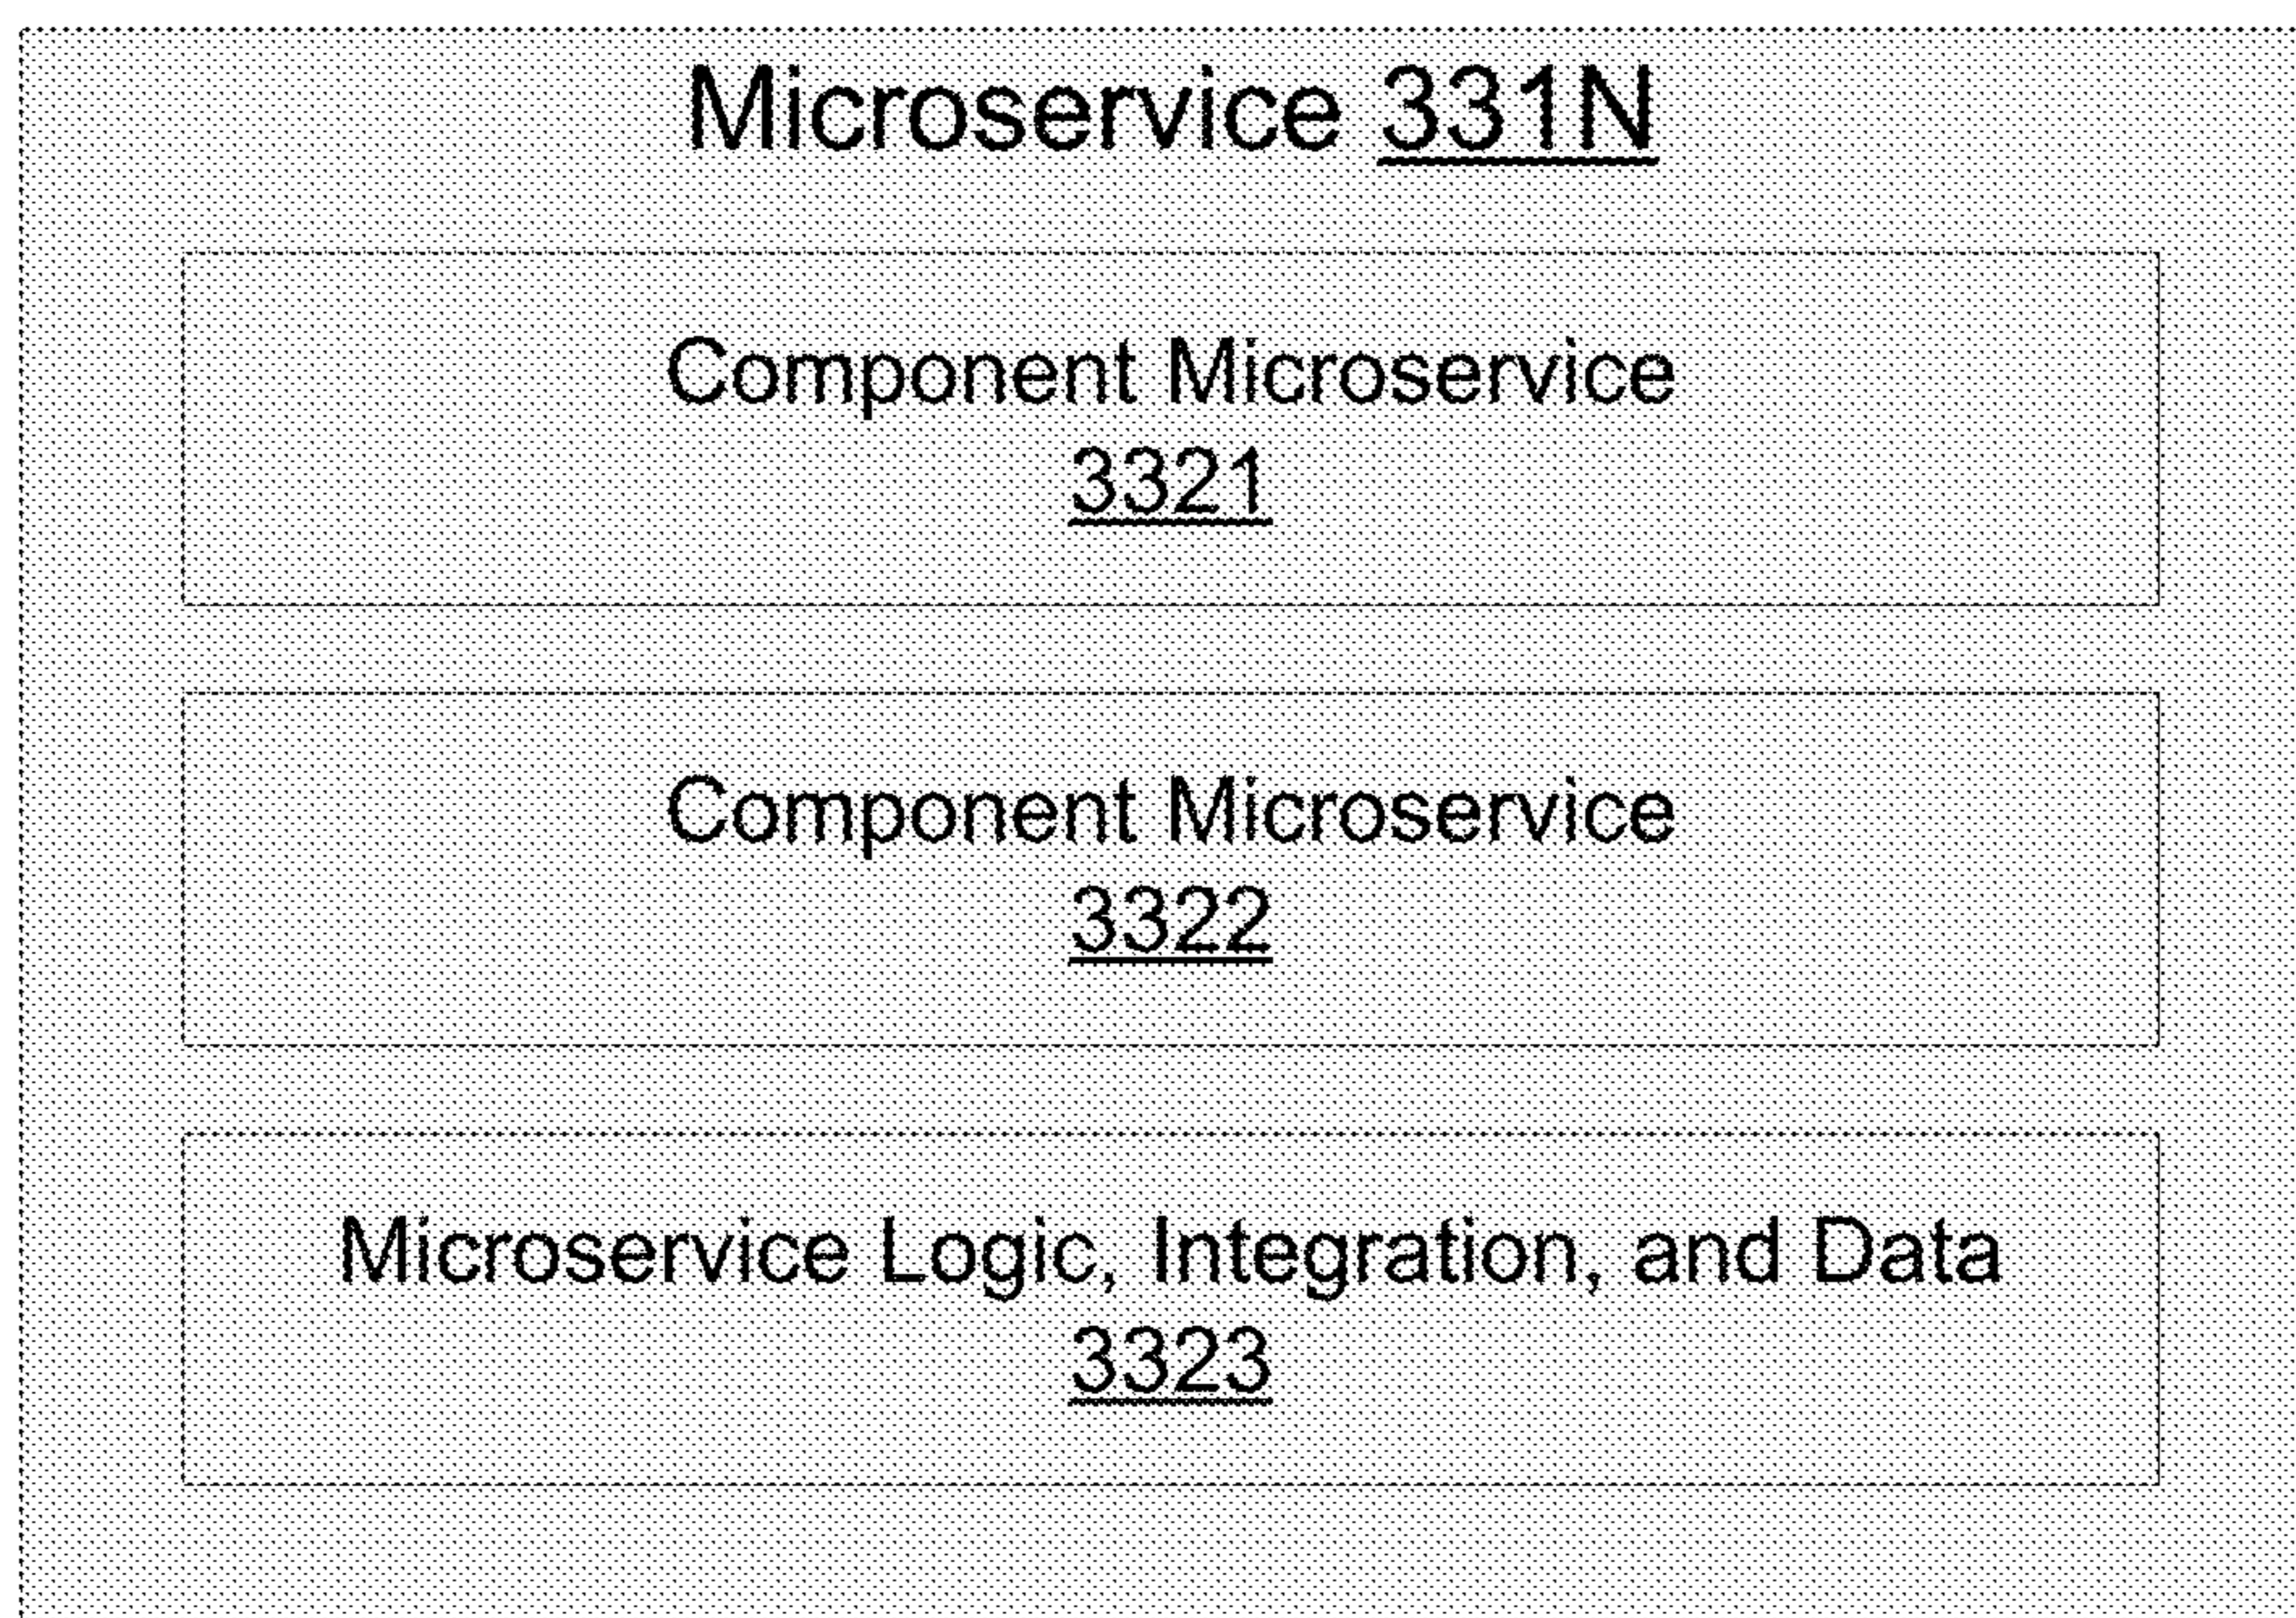 Microservice 331N
Component Microservice
3321
Component Microservice
3322
Microservice Logic, Integration, and Data
3323